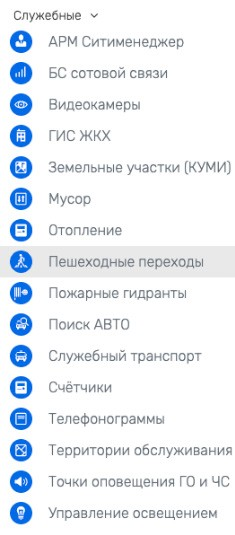 Служебные
АРМ Ситименеджер
БС сотовой связи
Видеокамеры
ГИС ЖКХ
Земельные участки (КУМИ)
Мусор
Отопление
Пешеходные переходы
Пожарные гидранты
Поиск АВТО
Служебный транспорт
Счётчики
Телефонограммы
Территории обслуживания
Точки оповещения ГО и ЧС
Управление освещением